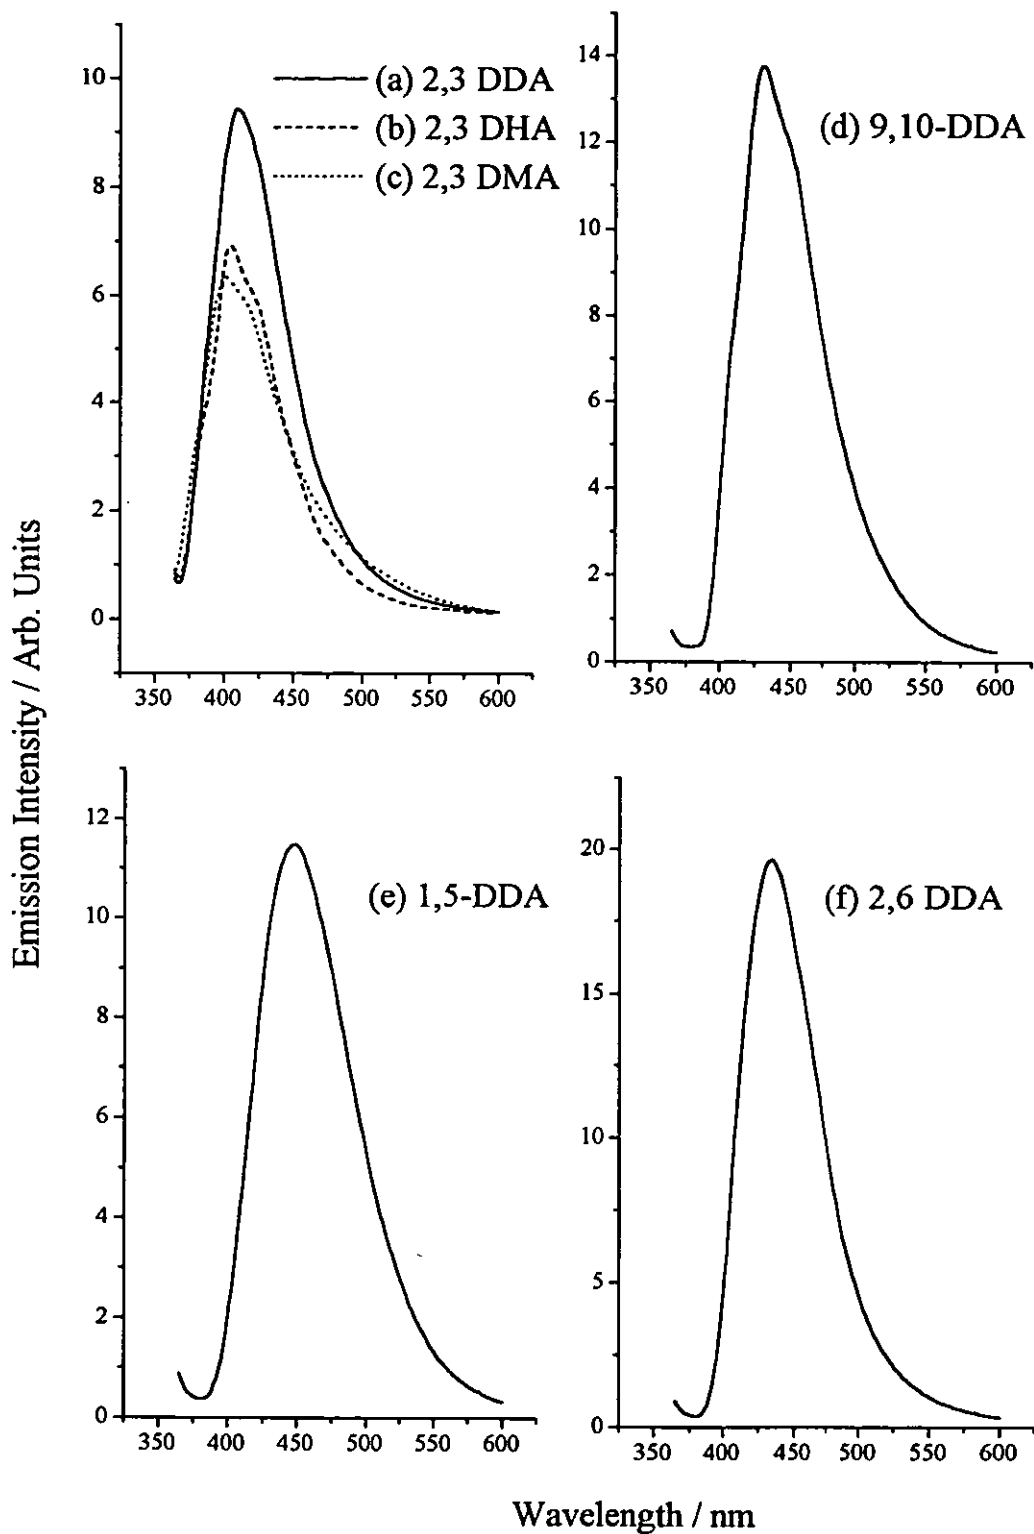 Emission Intensity / Arb. Units
10
8
6
4
2
0
350 400 450 500 550 600
(a) 2,3 DDA
(b) 2,3 DHA
(c) 2,3 DMA
14
12
10
8
6
4
2
0
350 400 450 500 550 600
(d) 9,10-DDA
12
10
8
6
4
2
0
350 400 450 500 550 600
(e) 1,5-DDA
20
15
10
5
0
350 400 450 500 550 600
(f) 2,6 DDA
Wavelength / nm